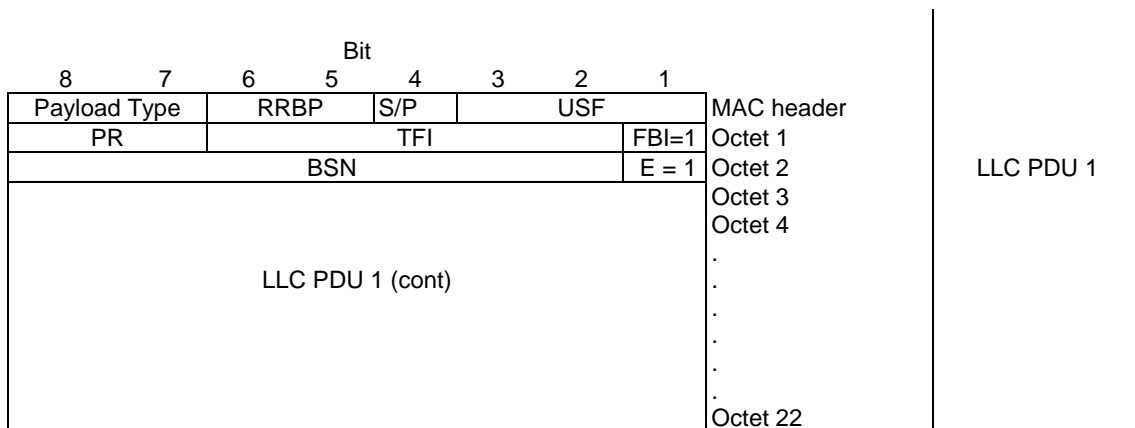 Bit
8 7 6 5 4 3 2 1
Payload Type RRBP S/P USF MAC header
PR TFI FBI=1 Octet 1
BSN E = 1 Octet 2 LLC PDU 1
Octet 3
Octet 4
.
LLC PDU 1 (cont) .
.
.
.
.
Octet 22